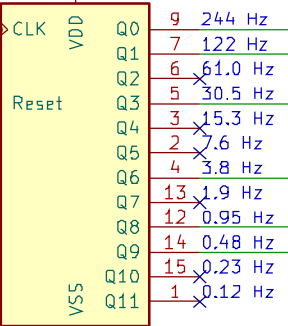 CLK
VDD
Reset
VSS
Q0 9 244 Hz
Q1 7 122 Hz
Q2 6 61.0 Hz
Q3 5 30.5 Hz
Q4 3 15.3 Hz
Q5 2 7.6 Hz
Q6 4 3.8 Hz
Q7 13 1.9 Hz
Q8 12 0.95 Hz
Q9 14 0.48 Hz
Q10 15 0.23 Hz
Q11 1 0.12 Hz